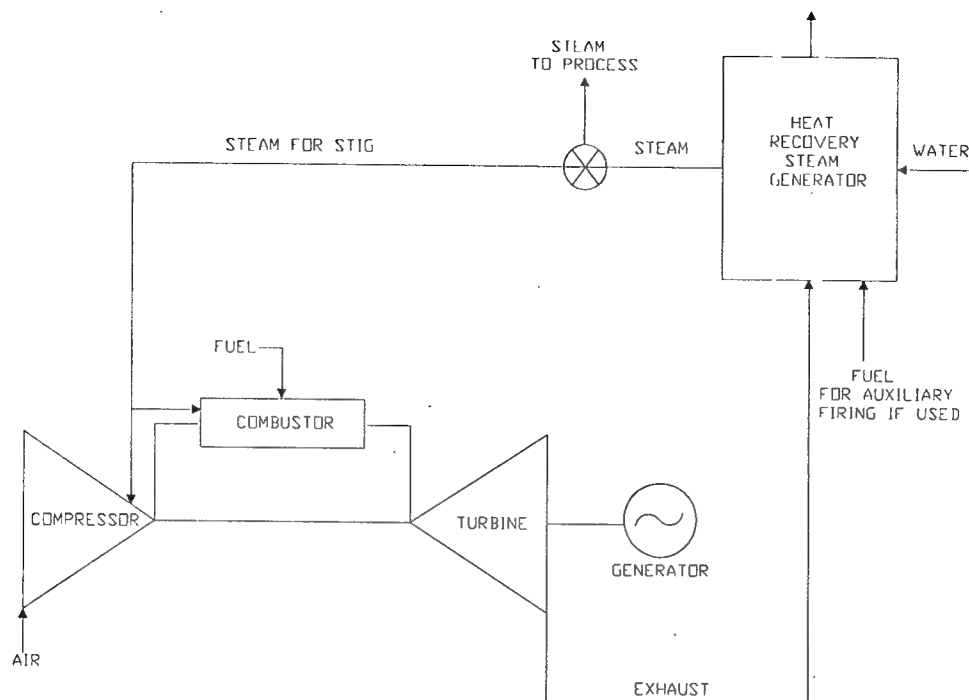 STEAM
TO PROCESS
HEAT
RECOVERY
STEAM
GENERATOR
STEAM FOR STIG
STEAM
WATER
FUEL
COMBUSTOR
FUEL
FOR AUXILIARY
FIRING IF USED
COMPRESSOR
TURBINE
GENERATOR
AIR
EXHAUST